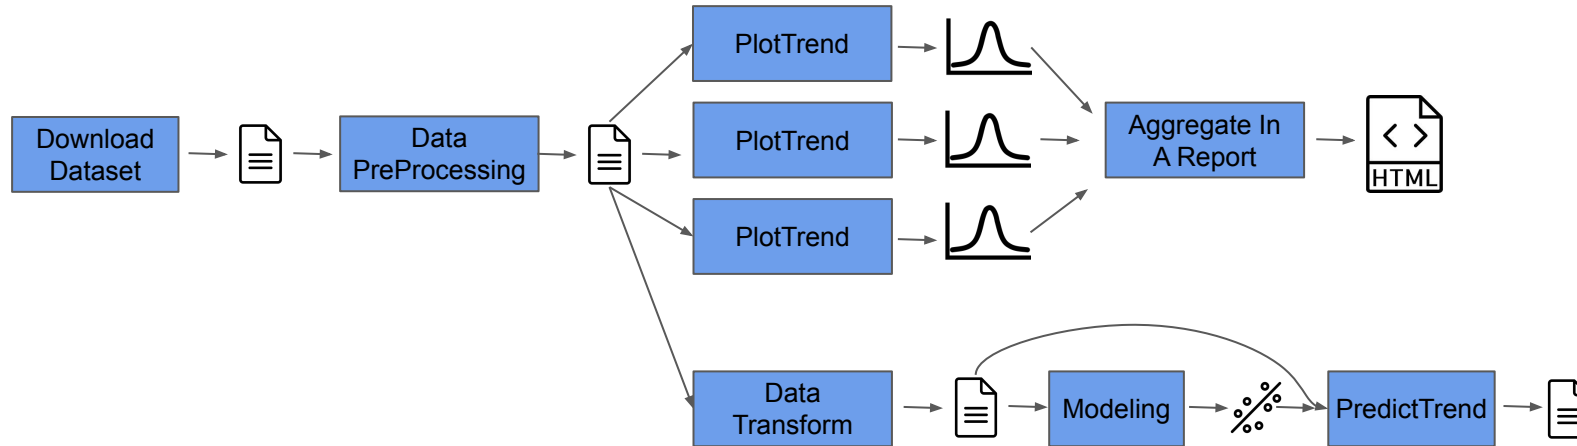 Download
Dataset
Data
PreProcessing
PlotTrend
PlotTrend
PlotTrend
Aggregate In
A Report
HTML
Data
Transform
Modeling
PredictTrend